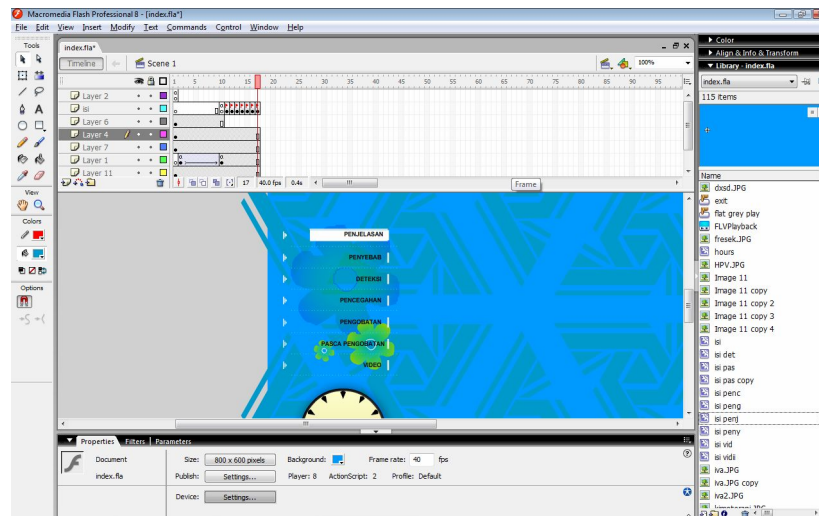 Macromedia Flash Professional 8 - [index.fla*]
File Edit View Insert Modify Text Commands Control Window Help
Tools
View
Colors
Options
index.fla*
Timeline Scene 1 100%
1 5 10 15 20 25 30 35 40 45 50 55 60 65 70 75 80 85 90 95
Layer 2
isi
Layer 6
Layer 4
Layer 7
Layer 1
Layer 11
17 40.0 fps 0.4s
Frame
PENJELASAN
PENYEBAB
DETEKSI
PENCEGAHAN
PENGOBATAN
PASCA PENGOBATAN
VIDEO
Properties Filters Parameters
Document Size: 800 x 600 pixels Background: Frame rate: 40 fps
index.fla Publish: Settings... Player: 8 ActionScript: 2 Profile: Default
Device: Settings...
Color
Align & Info & Transform
Library - index.fla
index.fla
115 items
Name
dxsd.JPG
exit
flat grey play
FLVPlayback
fresek.JPG
hours
HPV.JPG
Image 11
Image 11 copy
Image 11 copy 2
Image 11 copy 3
Image 11 copy 4
isi
isi det
isi pas
isi pas copy
isi penc
isi peng
isi penj
isi peny
isi vid
isi vidii
iva.JPG
iva.JPG copy
iva2.JPG